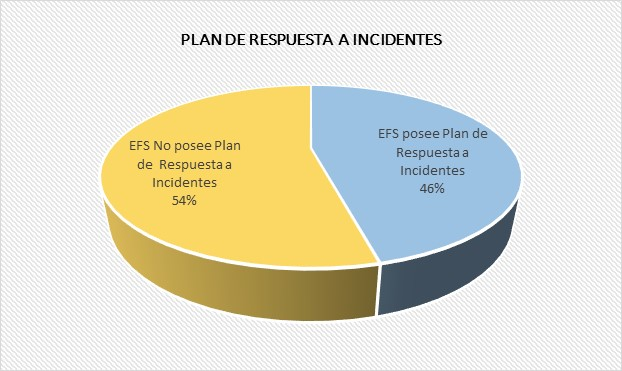 PLAN DE RESPUESTA A INCIDENTES
EFS No posee Plan
de Respuesta a
Incidentes
54%
EFS posee Plan de
Respuesta a
Incidentes
46%